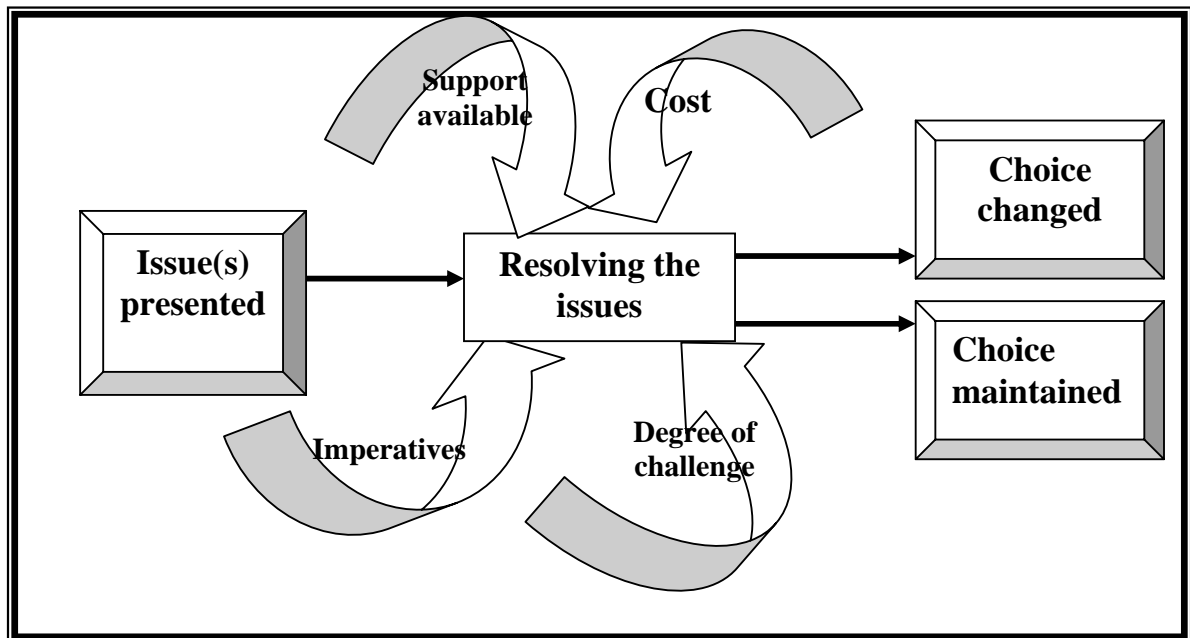 Support
available
Cost
Issue(s)
presented
Resolving the
issues
Choice
changed
Choice
maintained
Imperatives
Degree of
challenge